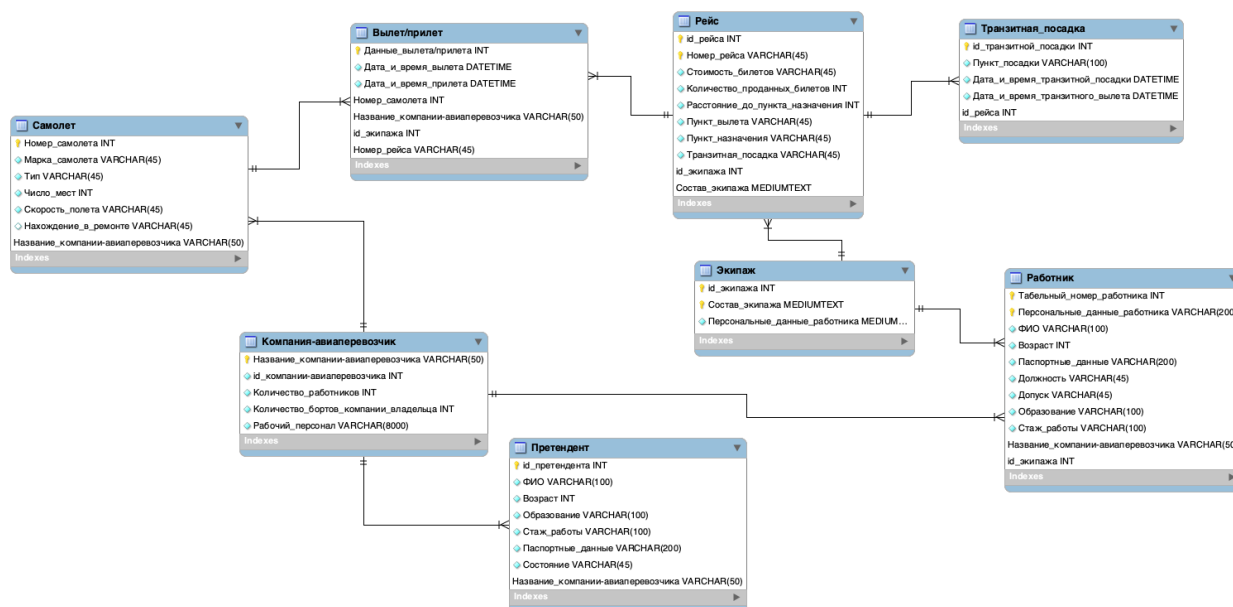 Вылет/прилет
Данные_вылета/прилета INT
Дата_и_время_вылета DATETIME
Дата_и_время_прилета DATETIME
Номер_самолета INT
Название_компании-авиаперевозчика VARCHAR(50)
id_экипажа INT
Номер_рейса VARCHAR(45)
Indexes
Рейс
id_рейса INT
Номер_рейса VARCHAR(45)
Стоимость_билетов VARCHAR(45)
Количество_проданных_билетов INT
Расстояние_до_пункта_назначения INT
Пункт_вылета VARCHAR(45)
Пункт_назначения VARCHAR(45)
Транзитная_посадка VARCHAR(45)
id_экипажа INT
Состав_экипажа MEDIUMTEXT
Indexes
Транзитная_посадка
id_транзитной_посадки INT
Пункт_посадки VARCHAR(100)
Дата_и_время_транзитной_посадки DATETIME
Дата_и_время_транзитного_вылета DATETIME
id_рейса INT
Indexes
Самолет
Номер_самолета INT
Марка_самолета VARCHAR(45)
Тип VARCHAR(45)
Число_мест INT
Скорость_полета VARCHAR(45)
Нахождение_в_ремонте VARCHAR(45)
Название_компании-авиаперевозчика VARCHAR(50)
Indexes
Экипаж
id_экипажа INT
Состав_экипажа MEDIUMTEXT
Персональные_данные_работника MEDIUM...
Indexes
Работник
Табельный_номер_работника INT
Персональные_данные_работника VARCHAR(200
ФИО VARCHAR(100)
Возраст INT
Паспортные_данные VARCHAR(200)
Должность VARCHAR(45)
Допуск VARCHAR(45)
Образование VARCHAR(100)
Стаж_работы VARCHAR(100)
Название_компании-авиаперевозчика VARCHAR(50
id_экипажа INT
Indexes
Компания-авиаперевозчик
Название_компании-авиаперевозчика VARCHAR(50)
id_компании-авиаперевозчика INT
Количество_работников INT
Количество_бортов_компании_владельца INT
Рабочий_персонал VARCHAR(8000)
Indexes
Претендент
id_претендента INT
ФИО VARCHAR(100)
Возраст INT
Образование VARCHAR(100)
Стаж_работы VARCHAR(100)
Паспортные_данные VARCHAR(200)
Состояние VARCHAR(45)
Название_компании-авиаперевозчика VARCHAR(50)
Indexes